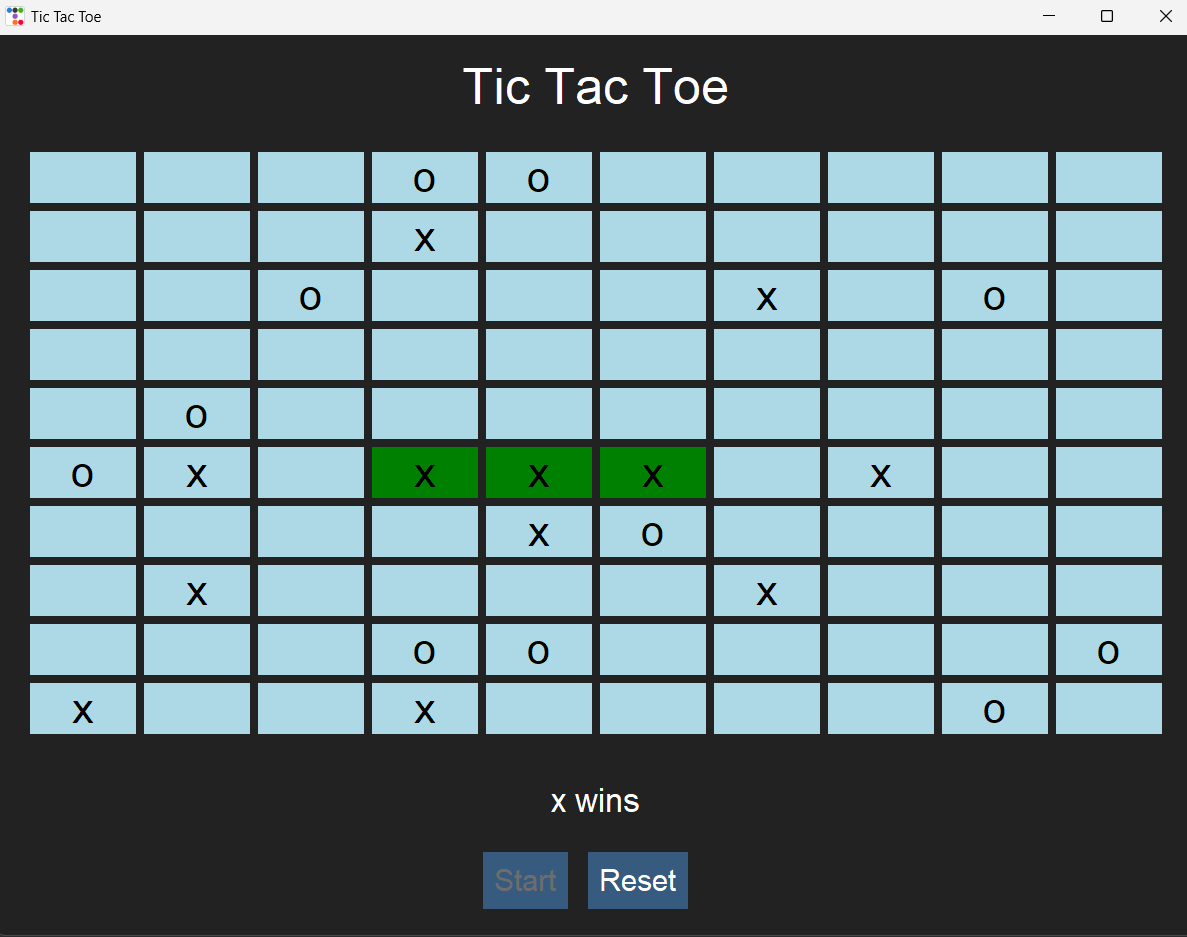 Tic Tac Toe
Tic Tac Toe
o o
x
o x o
o
o x x x x x
x o
x x
o o o
x x o
x wins
Start Reset